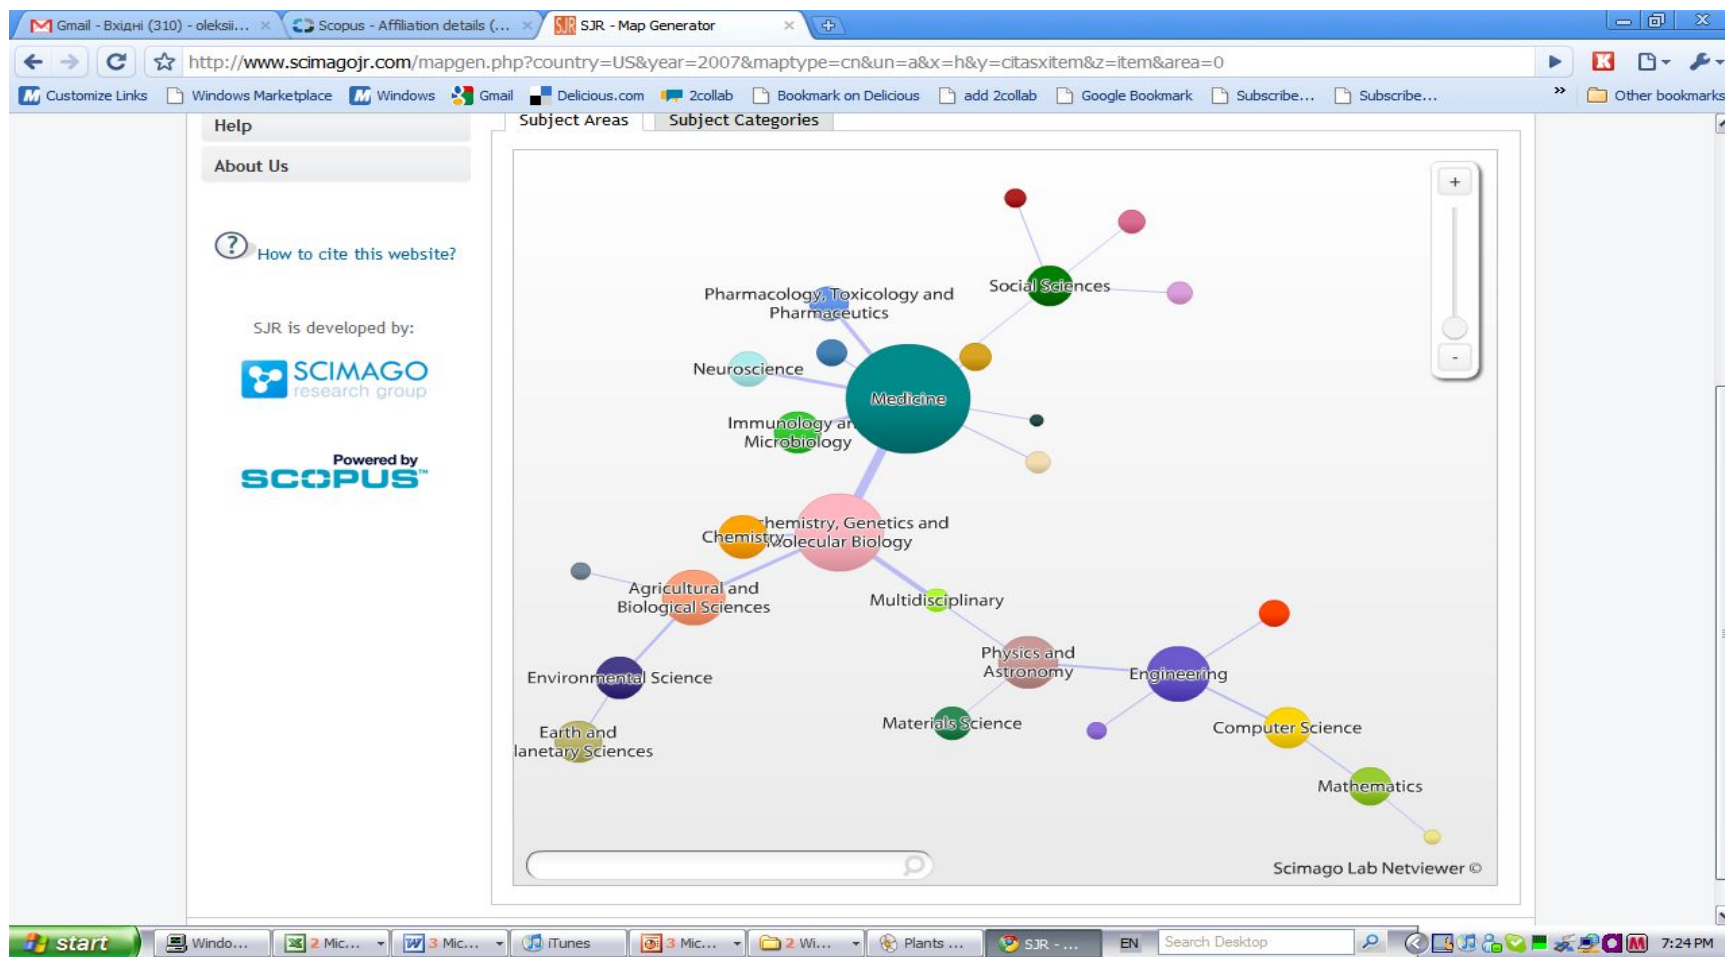 Gmail - Вхідні (310) - oleksii...
Scopus - Affiliation details (...
SJR - Map Generator
http://www.scimagojr.com/mapgen.php?country=US&year=2007&maptype=cn&un=a&x=h&y=citasxitem&z=item&area=0
Customize Links
Windows Marketplace
Windows
Gmail
Delicious.com
2collab
Bookmark on Delicious
add 2collab
Google Bookmark
Subscribe...
Subscribe...
»
Other bookmarks
Help
About Us
? How to cite this website?
SJR is developed by:
SCIMAGO
research group
Powered by
SCOPUS™
Subject Areas
Subject Categories
+
-
Social Sciences
Pharmacology, Toxicology and
Pharmaceutics
Neuroscience
Medicine
Immunology an
Microbiology
chemistry, Genetics and
Molecular Biology
Chemistry
Agricultural and
Biological Sciences
Multidisciplinary
Physics and
Astronomy
Engineering
Environmental Science
Materials Science
Computer Science
Earth and
lanetary Sciences
Mathematics
Scimago Lab Netviewer ©
start
Windo...
2 Mic...
3 Mic...
iTunes
3 Mic...
2 Wi...
Plants ...
SJR - ...
EN
Search Desktop
7:24 PM